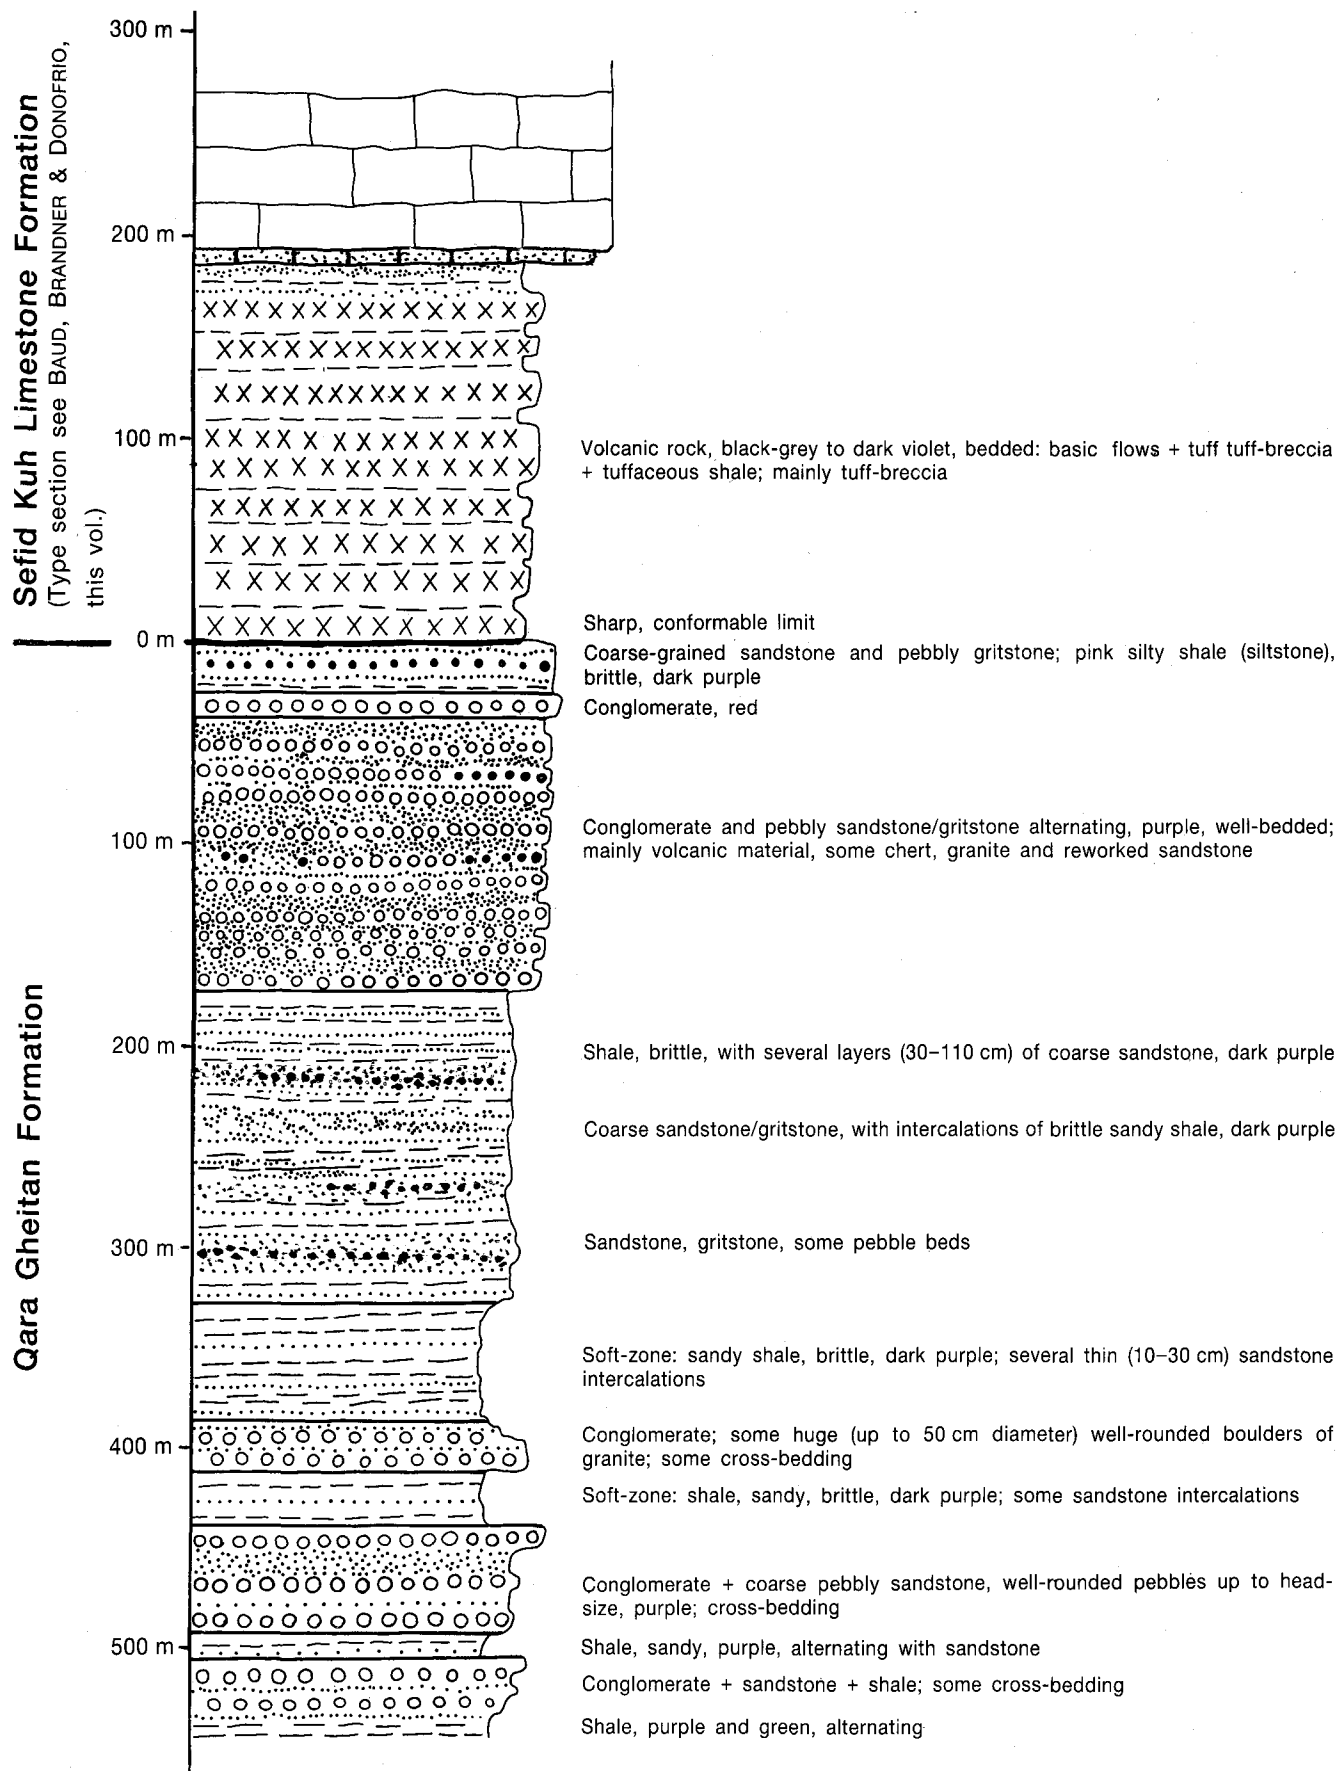 300 m
200 m
100 m
0 m
100 m
200 m
300 m
400 m
500 m
Sefid Kuh Limestone Formation
(Type section see BAUD, BRANDNER & DONOFRIO,
this vol.)
Qara Gheitan Formation
Volcanic rock, black-grey to dark violet, bedded: basic flows + tuff tuff-breccia
+ tuffaceous shale; mainly tuff-breccia
Sharp, conformable limit
Coarse-grained sandstone and pebbly gritstone; pink silty shale (siltstone),
brittle, dark purple
Conglomerate, red
Conglomerate and pebbly sandstone/gritstone alternating, purple, well-bedded;
mainly volcanic material, some chert, granite and reworked sandstone
Shale, brittle, with several layers (30–110 cm) of coarse sandstone, dark purple
Coarse sandstone/gritstone, with intercalations of brittle sandy shale, dark purple
Sandstone, gritstone, some pebble beds
Soft-zone: sandy shale, brittle, dark purple; several thin (10–30 cm) sandstone
intercalations
Conglomerate; some huge (up to 50 cm diameter) well-rounded boulders of
granite; some cross-bedding
Soft-zone: shale, sandy, brittle, dark purple; some sandstone intercalations
Conglomerate + coarse pebbly sandstone, well-rounded pebbles up to head-
size, purple; cross-bedding
Shale, sandy, purple, alternating with sandstone
Conglomerate + sandstone + shale; some cross-bedding
Shale, purple and green, alternating